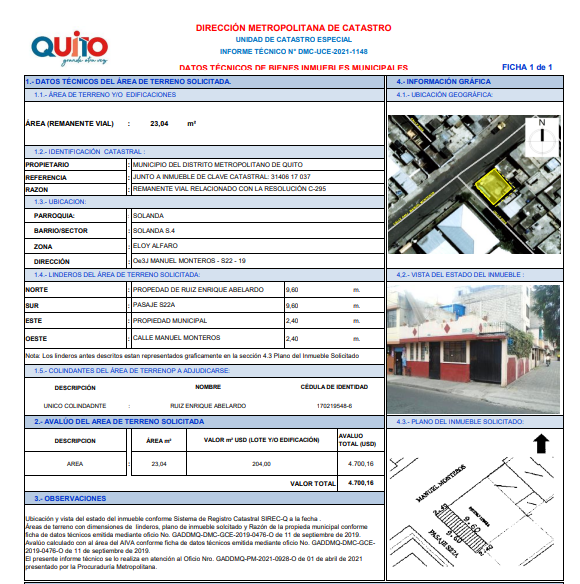 QUITO
grande otra vez
DIRECCIÓN METROPOLITANA DE CATASTRO
UNIDAD DE CATASTRO ESPECIAL
INFORME TÉCNICO N° DMC-UCE-2021-1148
DATOS TÉCNICOS DE BIENES INMUEBLES MUNICIPALES
FICHA 1 de 1
1.- DATOS TÉCNICOS DEL ÁREA DE TERRENO SOLICITADA.
1.1.- ÁREA DE TERRENO Y/O EDIFICACIONES
ÁREA (REMANENTE VIAL) : 23,04 m²
1.2.- IDENTIFICACIÓN CATASTRAL :
PROPIETARIO : MUNICIPIO DEL DISTRITO METROPOLITANO DE QUITO
REFERENCIA : JUNTO A INMUEBLE DE CLAVE CATASTRAL: 31406 17 037
RAZON : REMANENTE VIAL RELACIONADO CON LA RESOLUCIÓN C-295
1.3.- UBICACION:
PARROQUIA: : SOLANDA
BARRIO/SECTOR : SOLANDA S.4
ZONA : ELOY ALFARO
DIRECCIÓN : Oe3J MANUEL MONTEROS - S22 - 19
1.4.- LINDEROS DEL ÁREA DE TERRENO SOLICITADA:
NORTE : PROPEDAD DE RUIZ ENRIQUE ABELARDO 9,60 m.
SUR : PASAJE S22A 9,60 m.
ESTE : PROPIEDAD MUNICIPAL 2,40 m.
OESTE : CALLE MANUEL MONTEROS 2,40 m.
Nota: Los linderos antes descritos estan representados graficamente en la sección 4.3 Plano del Inmueble Solicitado
1.5.- COLINDANTES DEL ÁREA DE TERRENOP A ADJUDICARSE:
DESCRIPCIÓN NOMBRE CÉDULA DE IDENTIDAD
UNICO COLINDADNTE : RUIZ ENRIQUE ABELARDO 170219548-6
2.- AVALÚO DEL AREA DE TERRENO SOLICITADA
DESCRIPCION ÁREA m² VALOR m² USD (LOTE Y/O EDIFICACIÓN) AVALUO TOTAL (USD)
AREA : 23,04 204,00 4.700,16
VALOR TOTAL 4.700,16
3.- OBSERVACIONES
Ubicación y vista del estado del inmueble conforme Sistema de Registro Catastral SIREC-Q a la fecha .
Áreas de terreno con dimensiones de linderos, plano de inmueble solcitado y Razón de la propieda municipal conforme
ficha de datos técnicos emitida mediante oficio No. GADDMQ-DMC-GCE-2019-0476-O de 11 de septiembre de 2019.
Avalúo calculado con al área del AIVA conforme ficha de datos técnicos emitida mediante oficio No. GADDMQ-DMC-GCE-
2019-0476-O de 11 de septiembre de 2019.
El presente informe técnico se lo realiza en atención al Oficio Nro. GADDMQ-PM-2021-0928-O de 01 de abril de 2021
presentado por la Procuraduría Metropolitana.
4.- INFORMACIÓN GRÁFICA
4.1.- UBICACIÓN GEOGRÁFICA:
N
4.2.- VISTA DEL ESTADO DEL INMUEBLE :
4.3.- PLANO DEL INMUEBLE SOLICITADO:
MANUEL MONTEROS
2.40
9.60
9.60
2.40
PASAJE S22A